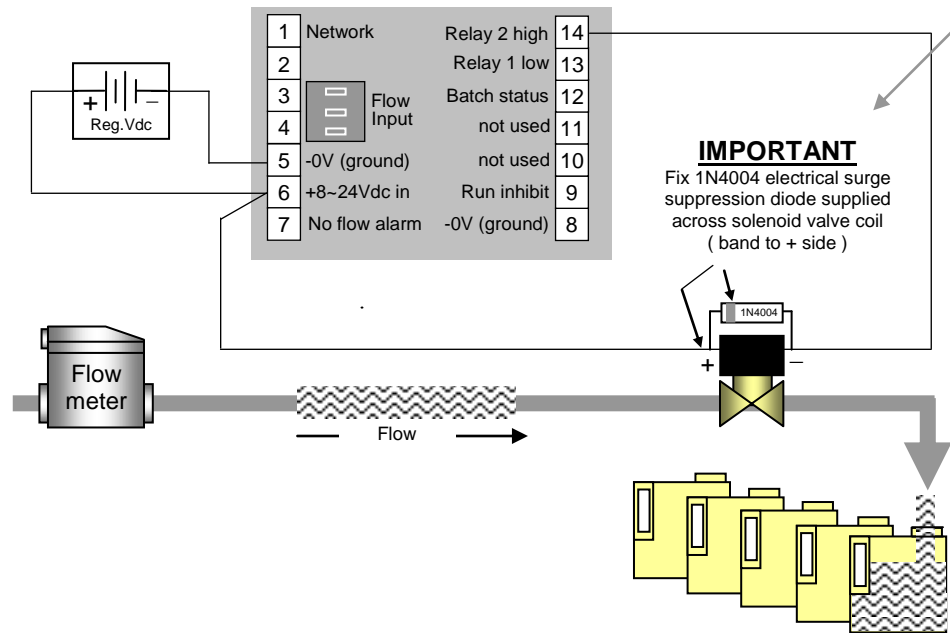 1 Network
2
3
4
Flow
Input
5 -0V (ground)
6 +8~24Vdc in
7 No flow alarm
Relay 2 high 14
Relay 1 low 13
Batch status 12
not used 11
not used 10
Run inhibit 9
-0V (ground) 8
+ –
Reg.Vdc
IMPORTANT
Fix 1N4004 electrical surge
suppression diode supplied
across solenoid valve coil
( band to + side )
1N4004
+ –
Flow
meter
Flow